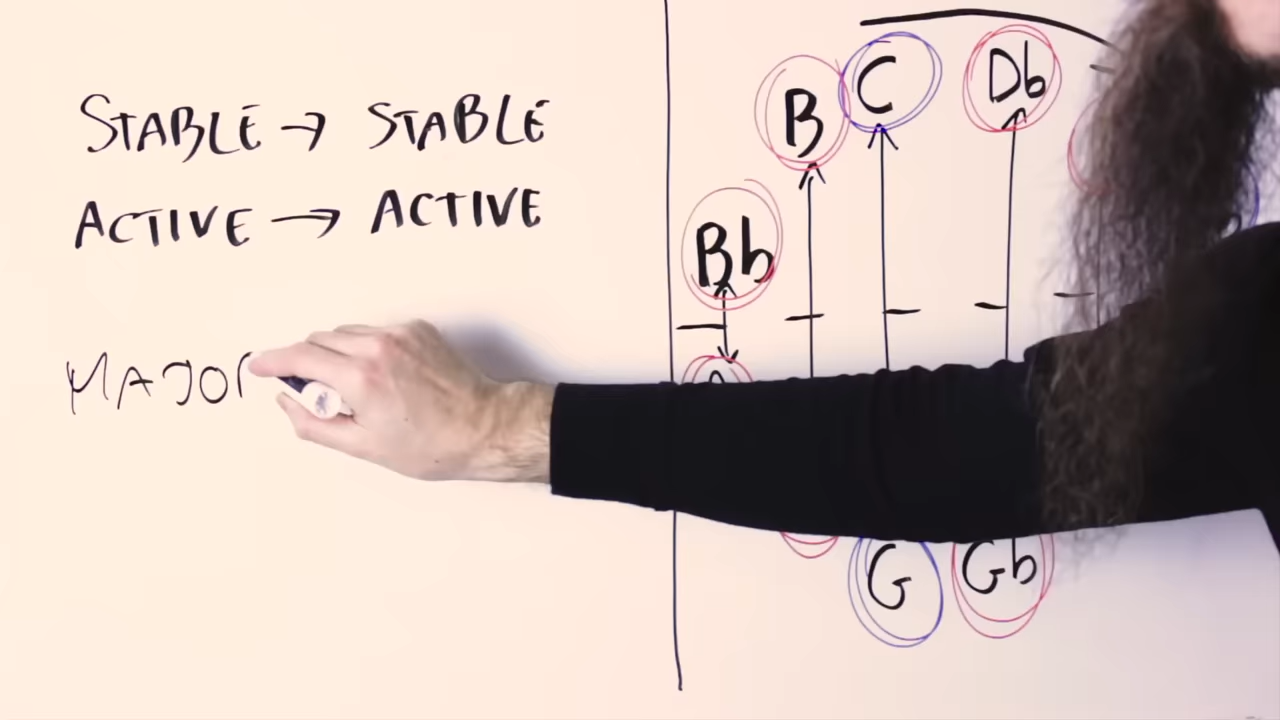 STABLE → STABLE
ACTIVE → ACTIVE
MAJOR
Bb
B
C
Db
G
Gb